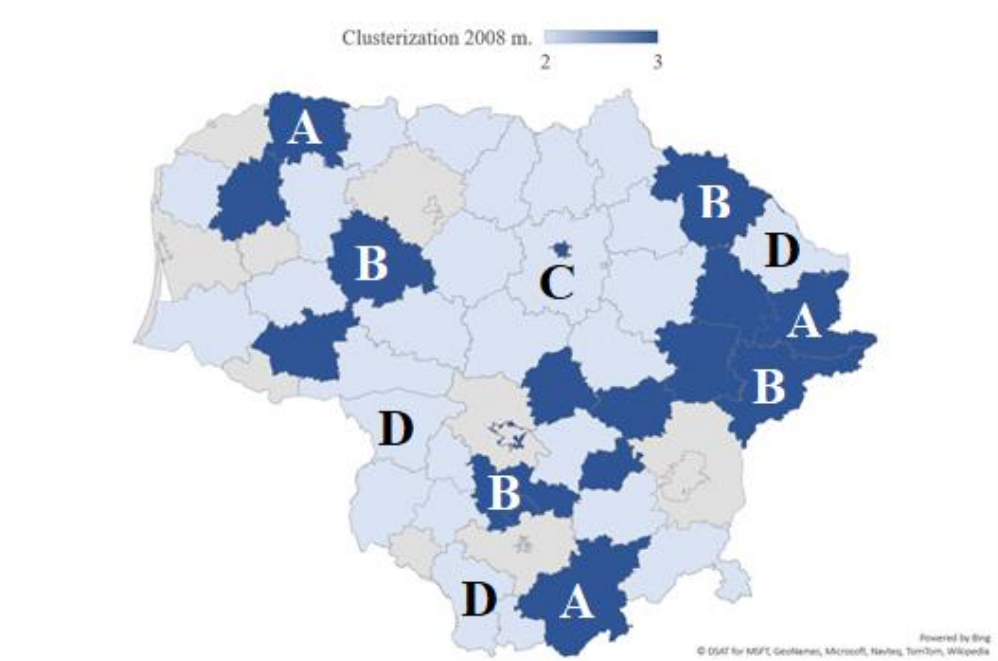 Clusterization 2008 m.
2 3
A
B
D
B
C
A
B
D
B
D
A
Powered by Bing
© DSAT for MSFT, GeoNames, Microsoft, Navteq, TomTom, Wikipedia